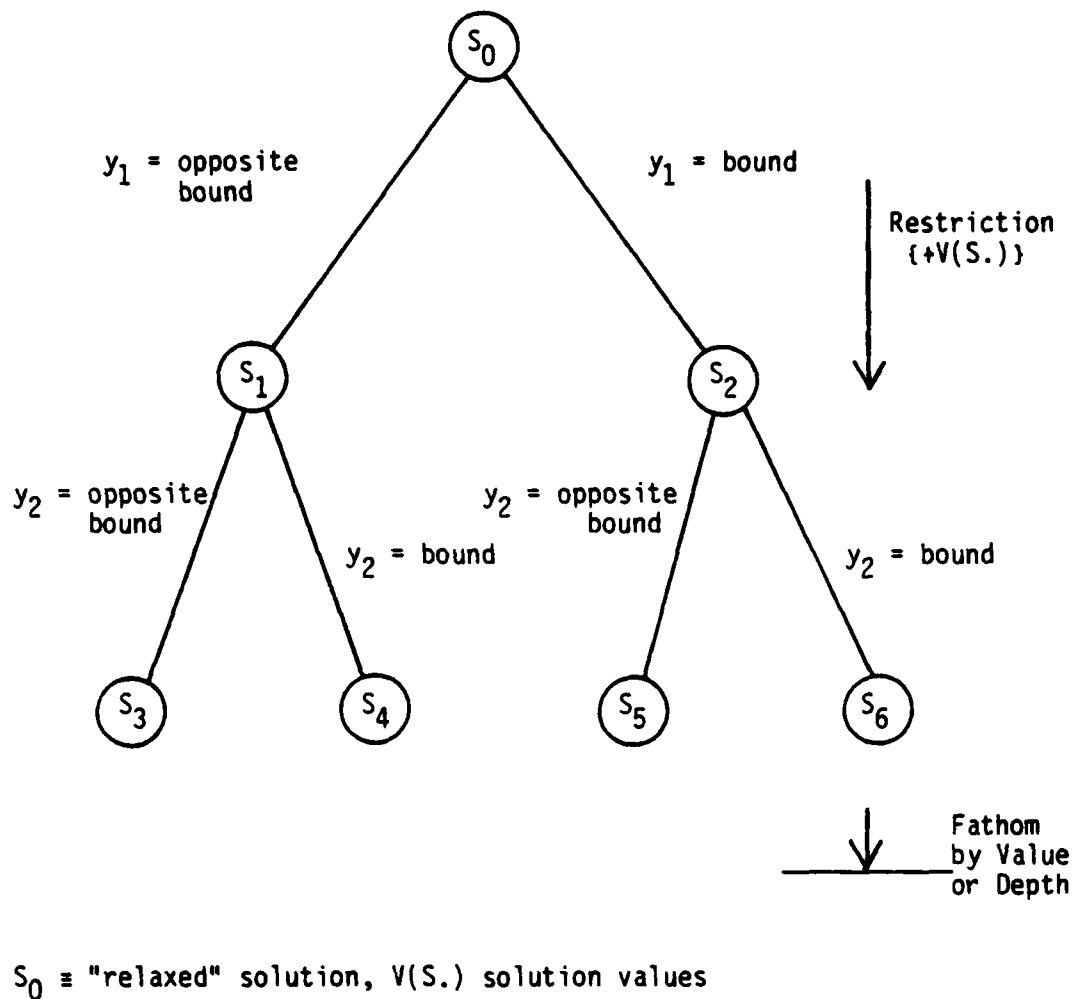 S0
y1 = opposite
bound
y1 = bound
Restriction
{+V(S.)}
S1
S2
y2 = opposite
bound
y2 = bound
y2 = opposite
bound
y2 = bound
S3
S4
S5
S6
Fathom
by Value
or Depth
S0 ≡ "relaxed" solution, V(S.) solution values